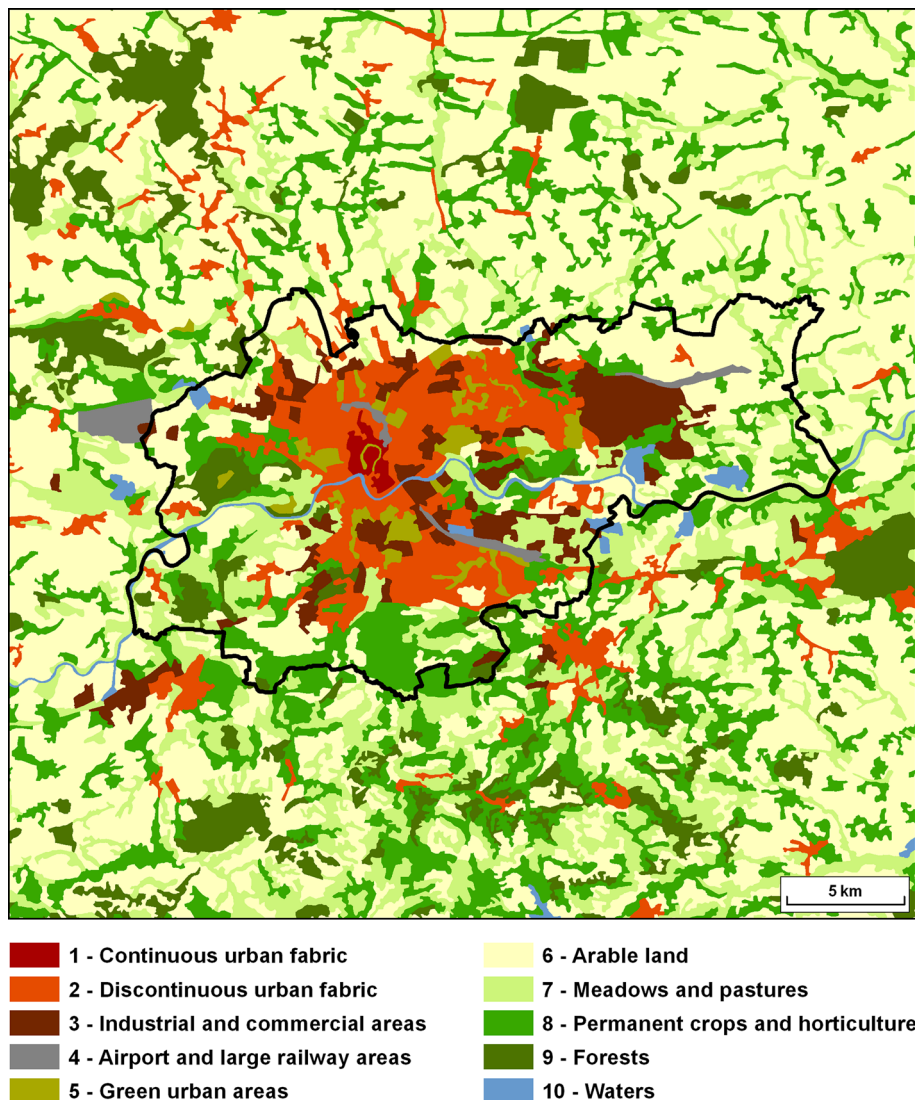 5 km
1 - Continuous urban fabric
2 - Discontinuous urban fabric
3 - Industrial and commercial areas
4 - Airport and large railway areas
5 - Green urban areas
6 - Arable land
7 - Meadows and pastures
8 - Permanent crops and horticulture
9 - Forests
10 - Waters